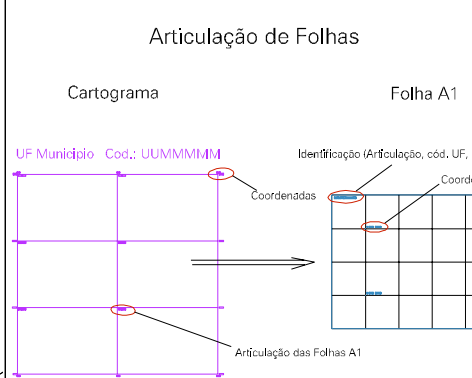 Articulação de Folhas
Cartograma
Folha A1
UF Municipio Cod.: UUMMMMM
Identificação (Articulação, cód. UF,
Coordenadas
Coorde
Articulação das Folhas A1